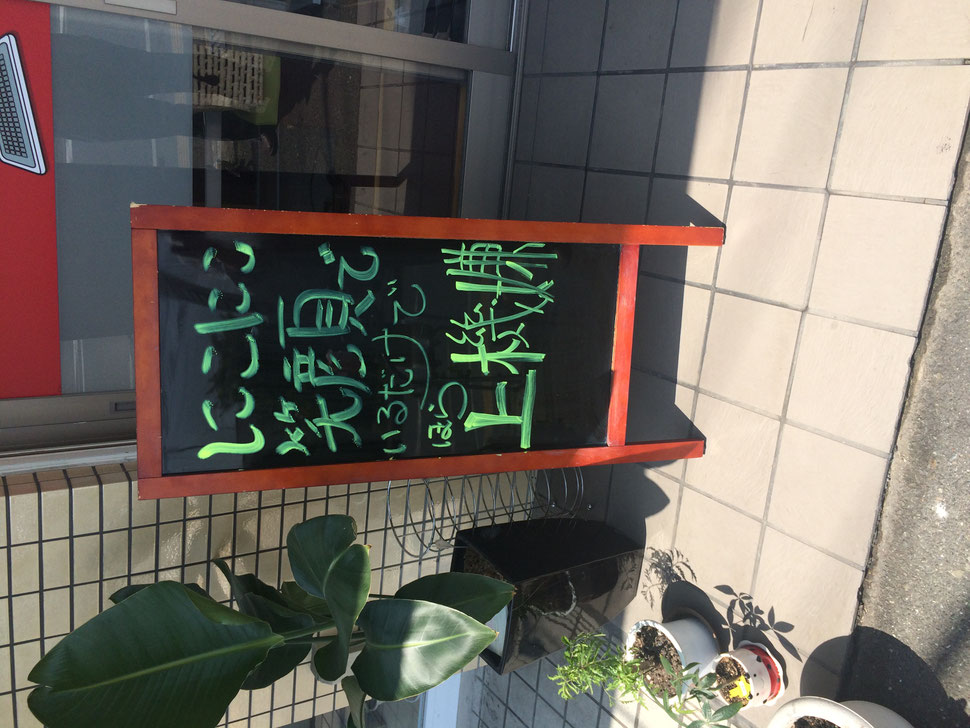 にこにこ
笑顔で
いるだけで
ほら
上機嫌